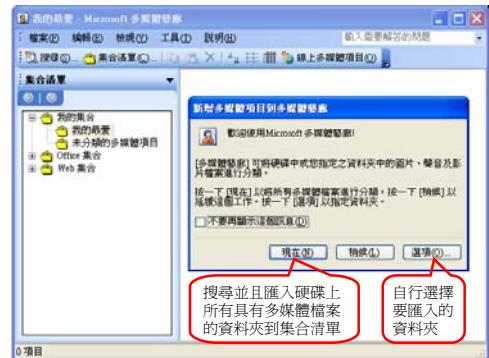 我的最愛 - Microsoft 多媒體藝廊
檔案(F) 編輯(E) 檢視(V) 工具(T) 說明(H) 輸入需要解答的問題
搜尋(S)... 集合清單(C)... 線上多媒體項目(O)
集合清單
我的集合
我的最愛
未分類的多媒體項目
Office 集合
Web 集合
新增多媒體項目到多媒體藝廊
歡迎使用Microsoft 多媒體藝廊!
[多媒體藝廊] 可將硬碟中或您指定之資料夾中的圖片、聲音及影
片檔案進行分類。
按一下 [現在] 以將所有多媒體檔案進行分類。按一下 [稍候] 以
延緩這個工作。按一下 [選項] 以指定資料夾。
不要再顯示這個訊息(D)
現在(N) 稍候(L) 選項(O)...
搜尋並且匯入硬碟上
所有具有多媒體檔案
的資料夾到集合清單
自行選擇
要匯入的
資料夾
0 項目